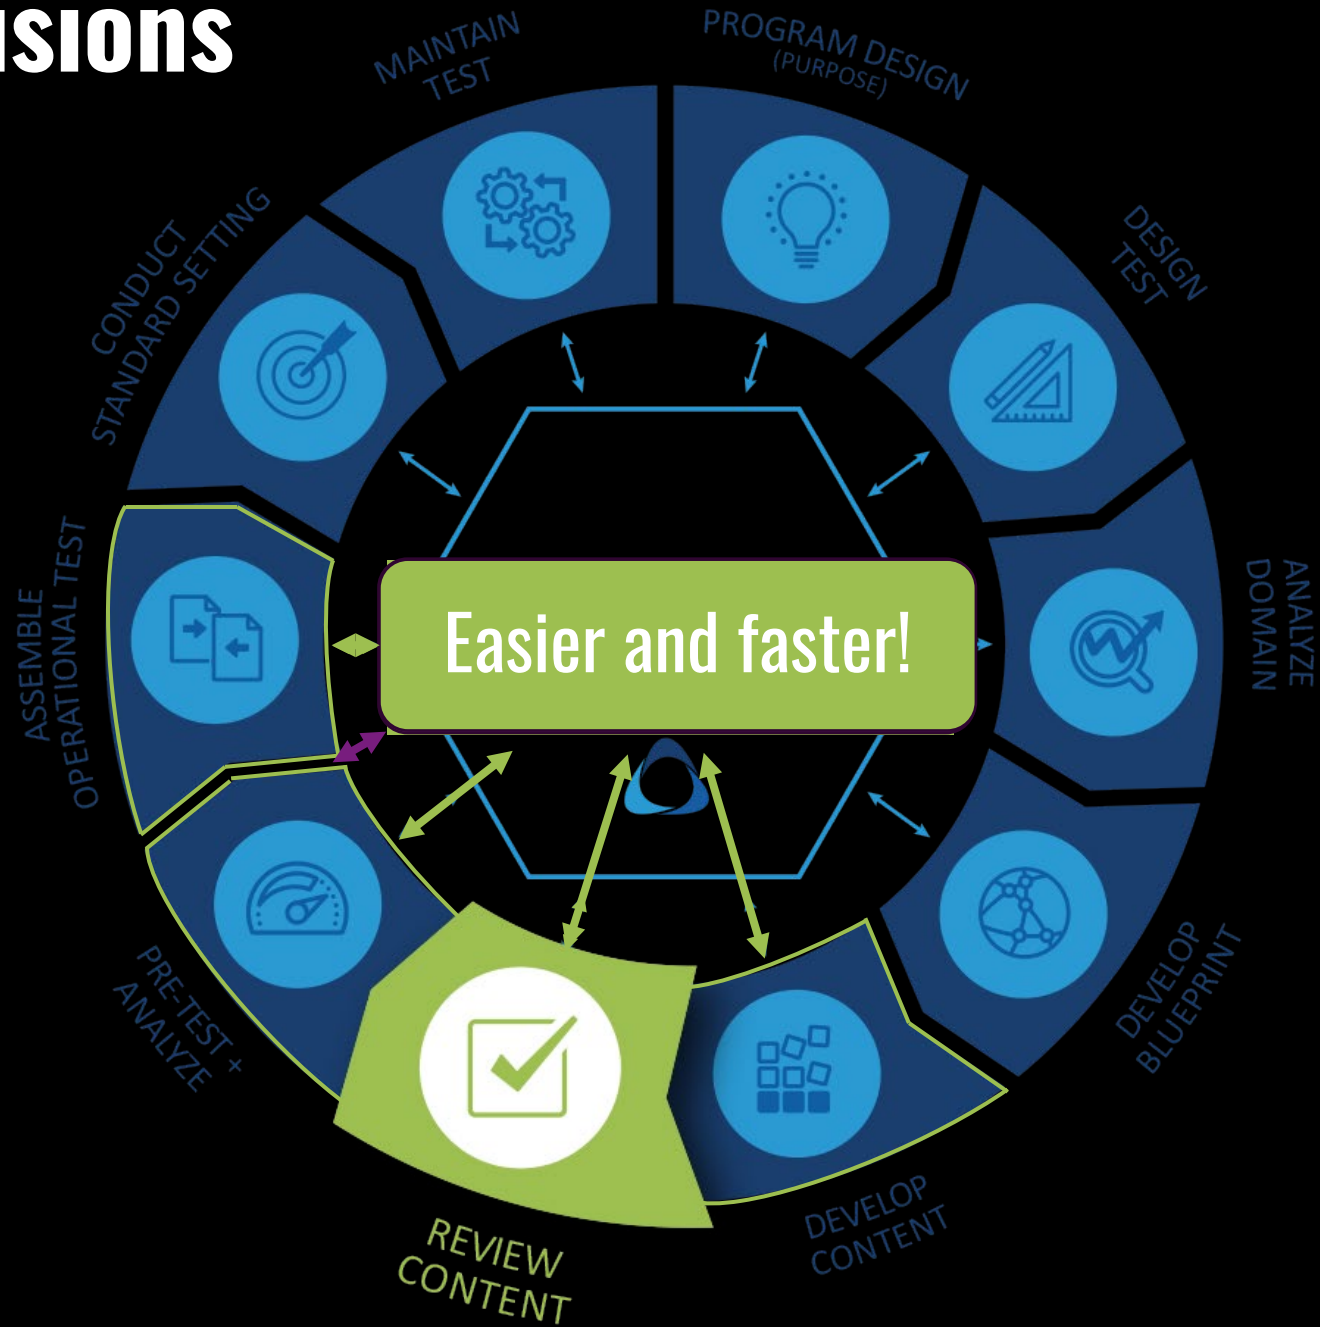 MAINTAIN
TEST
PROGRAM DESIGN
(PURPOSE)
DESIGN
TEST
ANALYZE
DOMAIN
DEVELOP
BLUEPRINT
DEVELOP
CONTENT
REVIEW
CONTENT
PRE-TEST +
ANALYZE
ASSEMBLE
OPERATIONAL TEST
CONDUCT
STANDARD SETTING
Easier and faster!